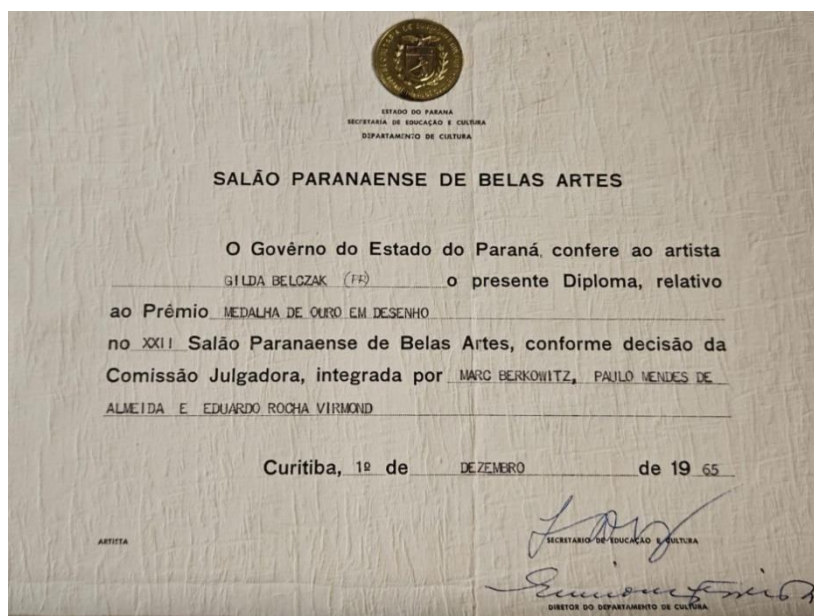 ESTADO DO PARANÁ
SECRETARIA DE EDUCAÇÃO E CULTURA
DEPARTAMENTO DE CULTURA
SALÃO PARANAENSE DE BELAS ARTES
O Govêrno do Estado do Paraná, confere ao artista
GILDA BELCZAK (PR) o presente Diploma, relativo
ao Prêmio MEDALHA DE OURO EM DESENHO
no XXII Salão Paranaense de Belas Artes, conforme decisão da
Comissão Julgadora, integrada por MARC BERKOWITZ, PAULO MENDES DE
ALMEIDA E EDUARDO ROCHA VIRMOND
Curitiba, 1º de DEZEMBRO de 19 65
ARTISTA
SECRETARIO DE EDUCAÇÃO E CULTURA
DIRETOR DO DEPARTAMENTO DE CULTURA